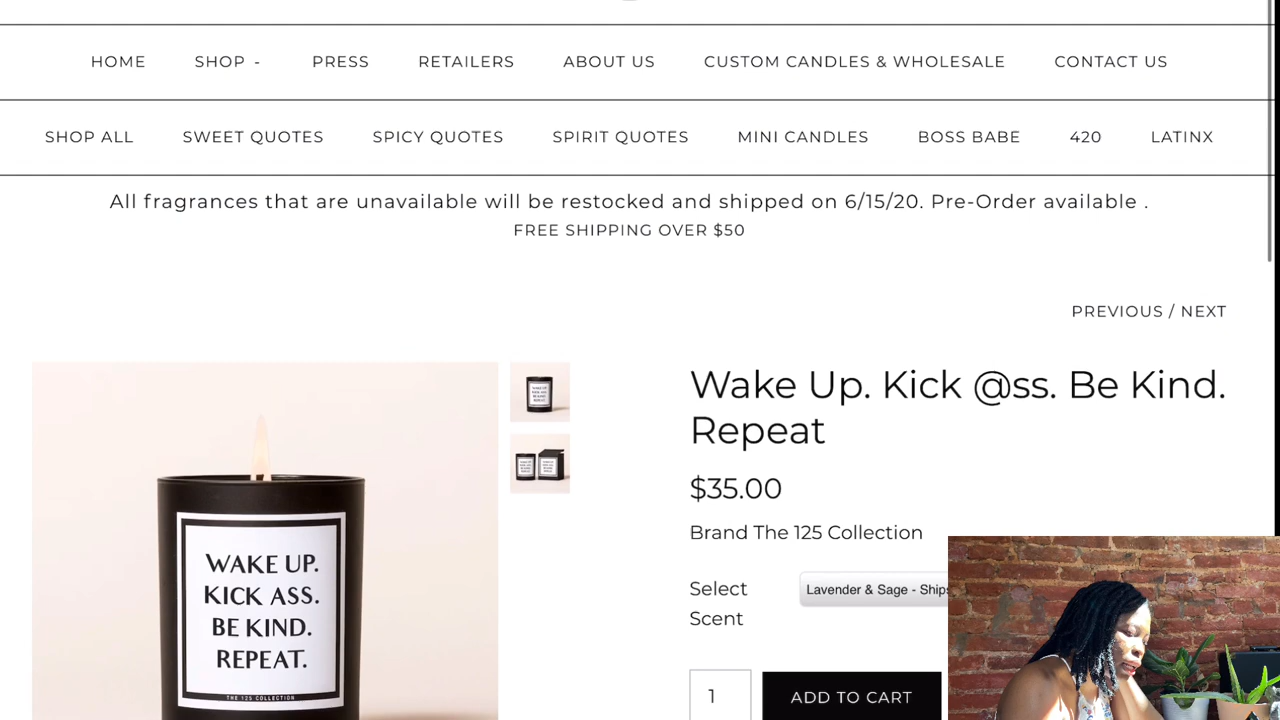 HOME SHOP - PRESS RETAILERS ABOUT US CUSTOM CANDLES & WHOLESALE CONTACT US
SHOP ALL SWEET QUOTES SPICY QUOTES SPIRIT QUOTES MINI CANDLES BOSS BABE 420 LATINX
All fragrances that are unavailable will be restocked and shipped on 6/15/20. Pre-Order available .
FREE SHIPPING OVER $50
PREVIOUS / NEXT
WAKE UP.
KICK ASS.
BE KIND.
REPEAT.
THE 125 COLLECTION
Wake Up. Kick @ss. Be Kind.
Repeat
$35.00
Brand The 125 Collection
Select
Scent
Lavender & Sage - Ships
1
ADD TO CART